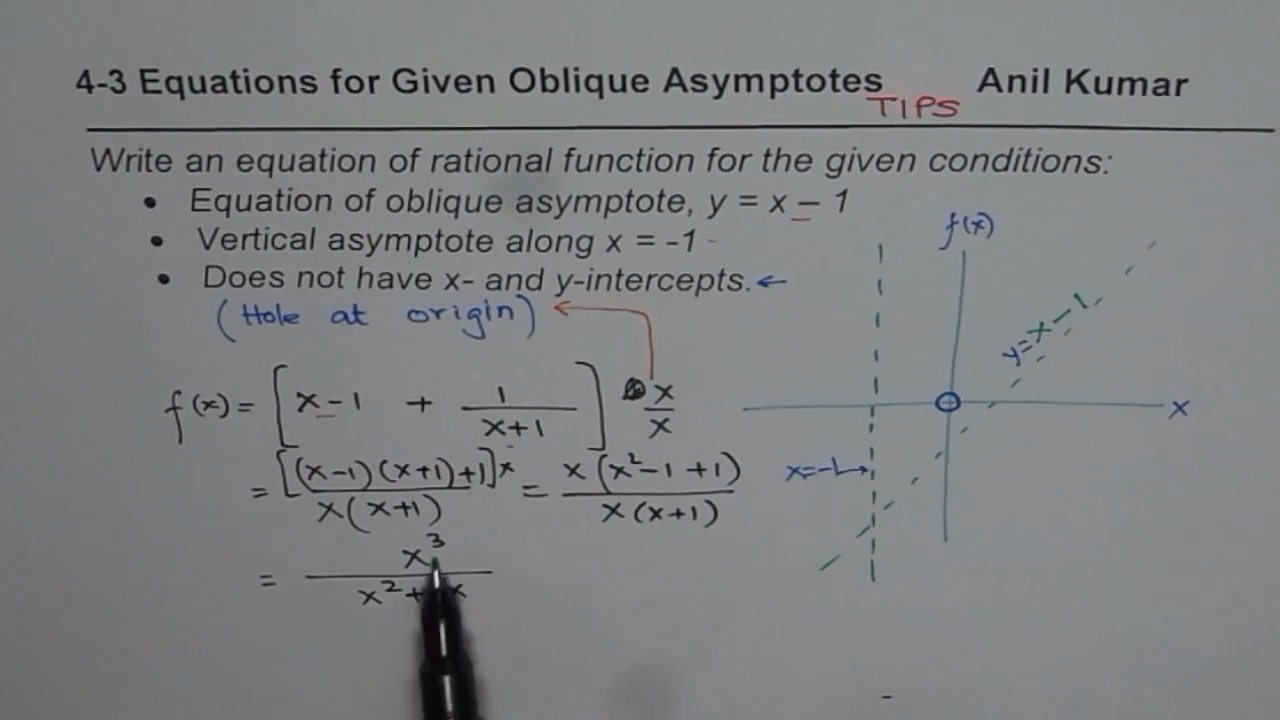 4-3 Equations for Given Oblique Asymptotes Anil Kumar
TIPS
Write an equation of rational function for the given conditions:
• Equation of oblique asymptote, y = x – 1
• Vertical asymptote along x = -1
• Does not have x- and y-intercepts. ←
(Hole at origin)
f(x) = [x-1 + 1/(x+1)] x/x
= [(x-1)(x+1)+1]x / x(x+1) = x(x²-1+1) / x(x+1)
= x³ / x²+ x
f(x)
y=x-1
x
x=-1→